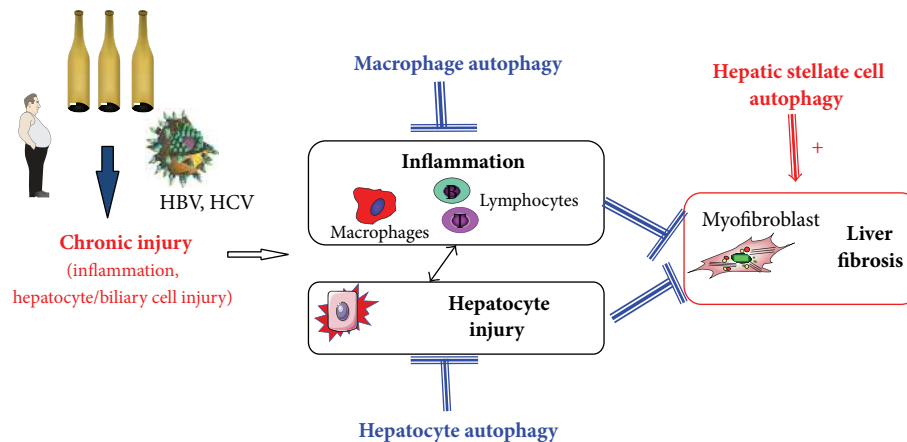 Macrophage autophagy
Hepatic stellate cell
autophagy
+
HBV, HCV
Chronic injury
(inflammation,
hepatocyte/biliary cell injury)
Inflammation
B
T
Lymphocytes
Macrophages
Hepatocyte
injury
Myofibroblast
Liver
fibrosis
Hepatocyte autophagy